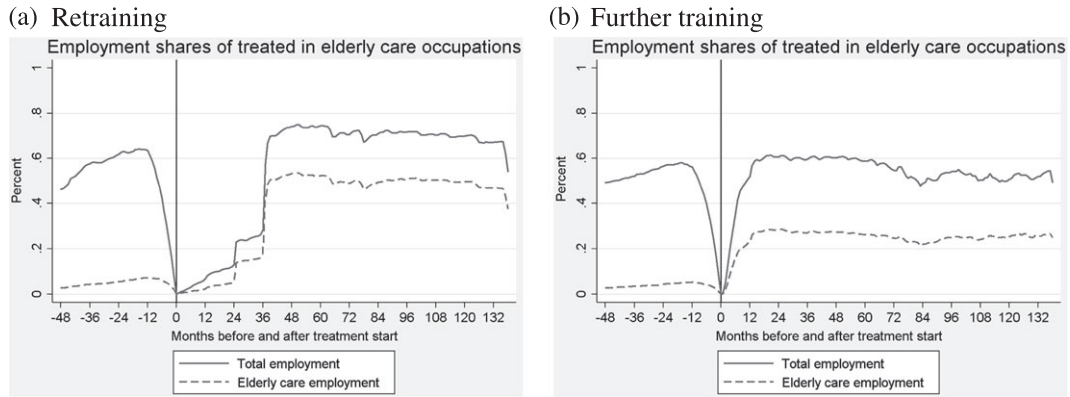 (a) Retraining
Employment shares of treated in elderly care occupations
Percent
1
.8
.6
.4
.2
0
-48 -36 -24 -12 0 12 24 36 48 60 72 84 96 108 120 132
Months before and after treatment start
Total employment
Elderly care employment
(b) Further training
Employment shares of treated in elderly care occupations
Percent
1
.8
.6
.4
.2
0
-48 -36 -24 -12 0 12 24 36 48 60 72 84 96 108 120 132
Months before and after treatment start
Total employment
Elderly care employment